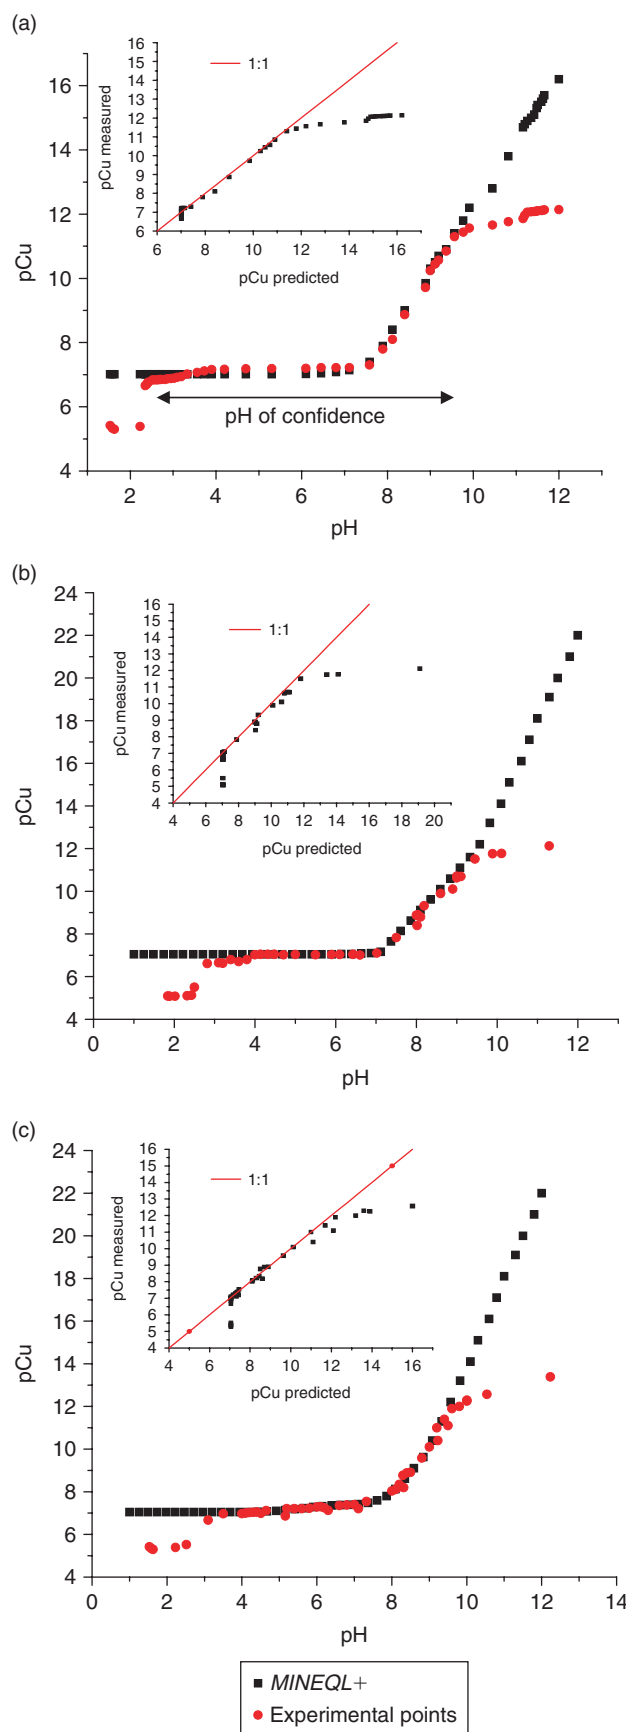 (a)
16
14
12
10
8
6
4
pCu
16
15
14
13
12
11
10
9
8
7
6
pCu measured
1:1
6 8 10 12 14 16
pCu predicted
pH of confidence
2 4 6 8 10 12
pH
(b)
24
22
20
18
16
14
12
10
8
6
4
pCu
16
15
14
13
12
11
10
9
8
7
6
5
4
pCu measured
1:1
4 6 8 10 12 14 16 18 20
pCu predicted
0 2 4 6 8 10 12
pH
(c)
24
22
20
18
16
14
12
10
8
6
4
pCu
16
15
14
13
12
11
10
9
8
7
6
5
4
pCu measured
1:1
4 6 8 10 12 14 16
pCu predicted
0 2 4 6 8 10 12 14
pH
MINEQL+
Experimental points